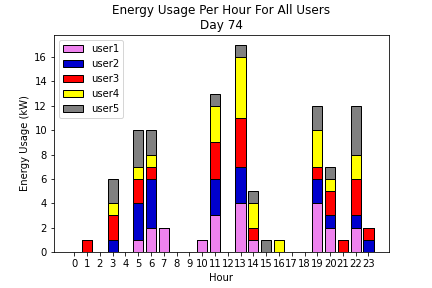 Energy Usage Per Hour For All Users
Day 74
user1
user2
user3
user4
user5
16
14
12
10
8
6
4
2
0
Energy Usage (kW)
0 1 2 3 4 5 6 7 8 9 10 11 12 13 14 15 16 17 18 19 20 21 22 23
Hour